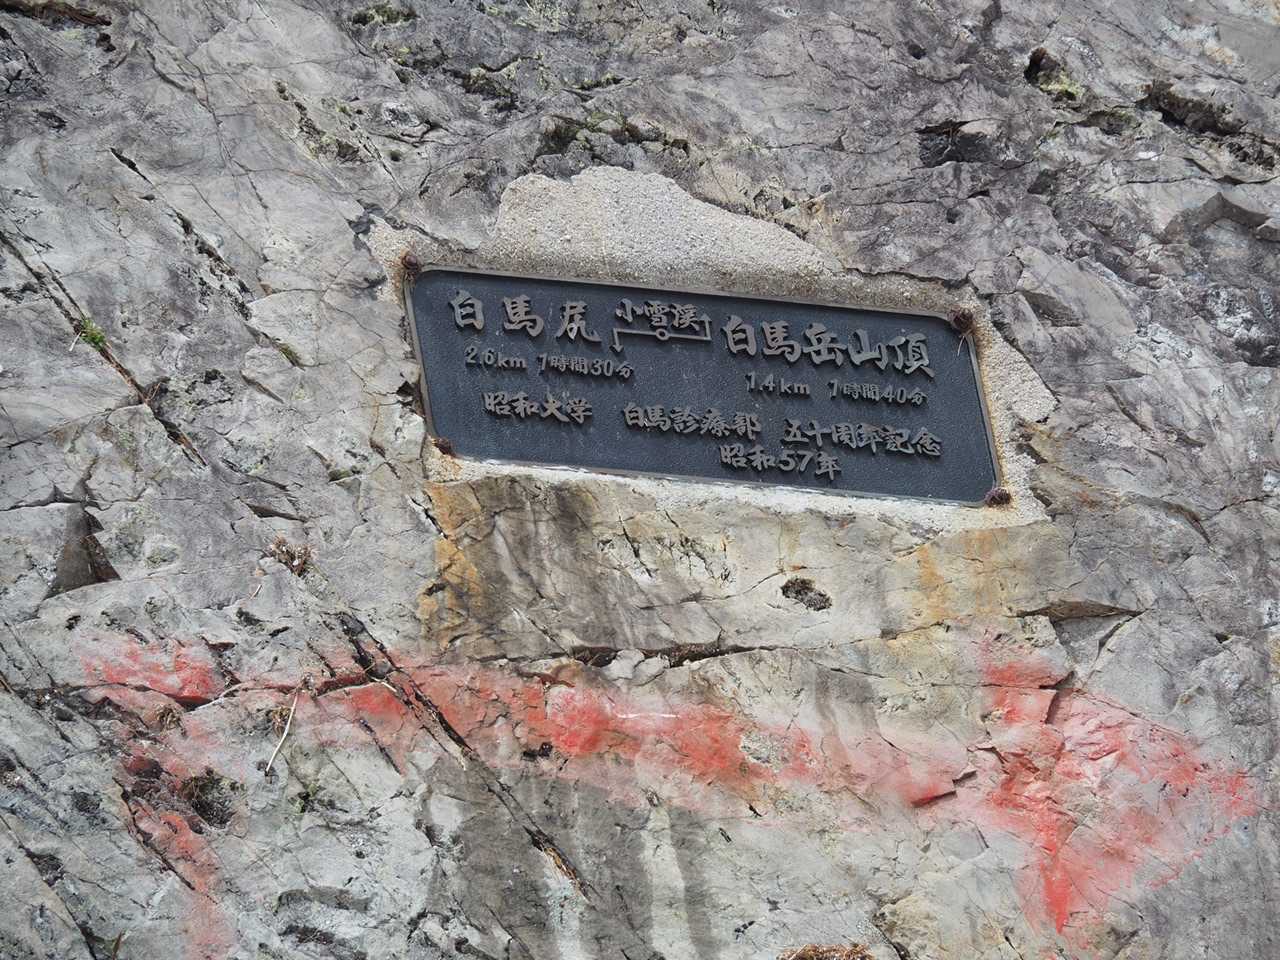 白馬尻 小雪渓 白馬岳山頂
2.6km 1時間30分 1.4km 1時間40分
昭和大学 白馬診療部 五十周年記念
昭和57年